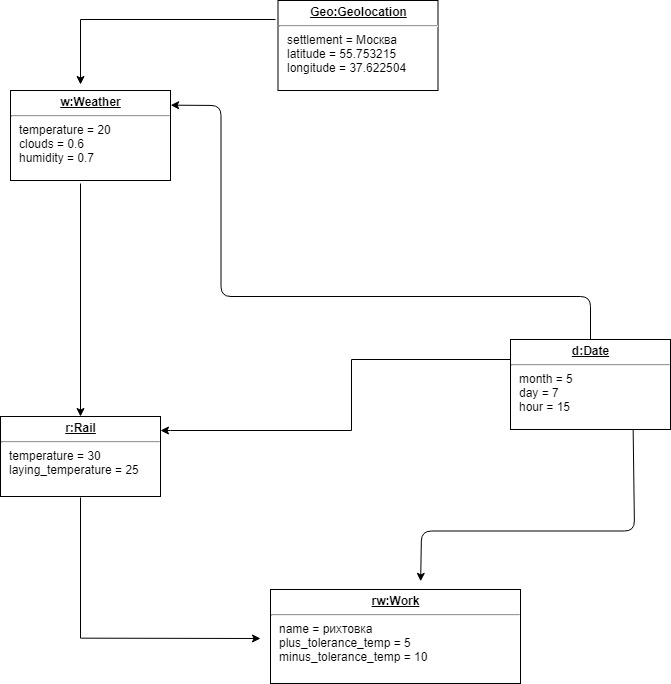 Geo:Geolocation
settlement = Москва
latitude = 55.753215
longitude = 37.622504
w:Weather
temperature = 20
clouds = 0.6
humidity = 0.7
d:Date
month = 5
day = 7
hour = 15
r:Rail
temperature = 30
laying_temperature = 25
rw:Work
name = рихтовка
plus_tolerance_temp = 5
minus_tolerance_temp = 10